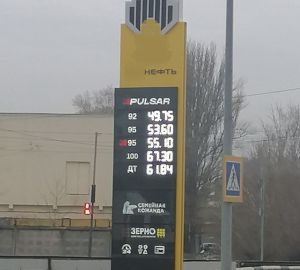 НЕФТЬ
PULSAR
92 49.75
95 53.60
95 55.10
100 67.30
ДТ 61.84
СЕМЕЙНАЯ
КОМАНДА
ЗЕРНО